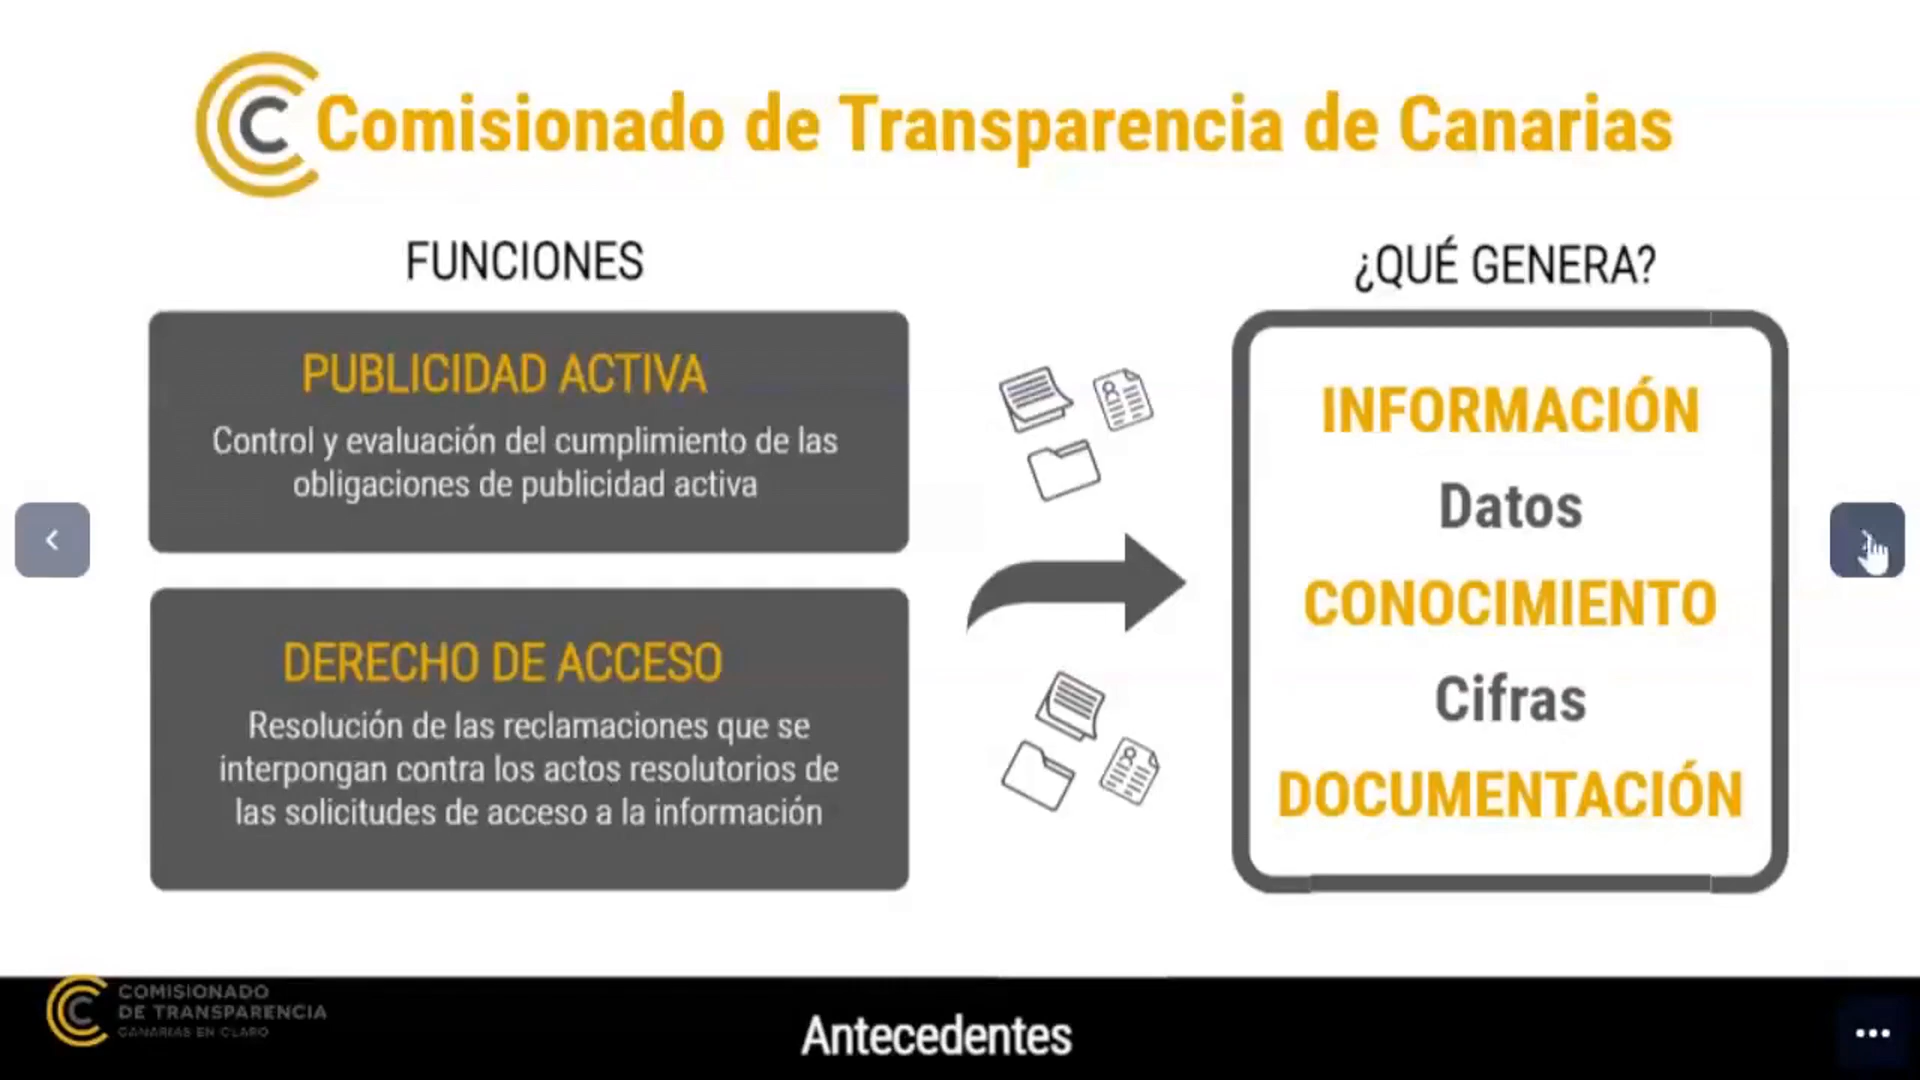 Comisionado de Transparencia de Canarias
FUNCIONES
PUBLICIDAD ACTIVA
Control y evaluación del cumplimiento de las
obligaciones de publicidad activa
DERECHO DE ACCESO
Resolución de las reclamaciones que se
interpongan contra los actos resolutorios de
las solicitudes de acceso a la información
¿QUÉ GENERA?
INFORMACIÓN
Datos
CONOCIMIENTO
Cifras
DOCUMENTACIÓN
COMISIONADO
DE TRANSPARENCIA
CANARIAS EN CLARO
Antecedentes